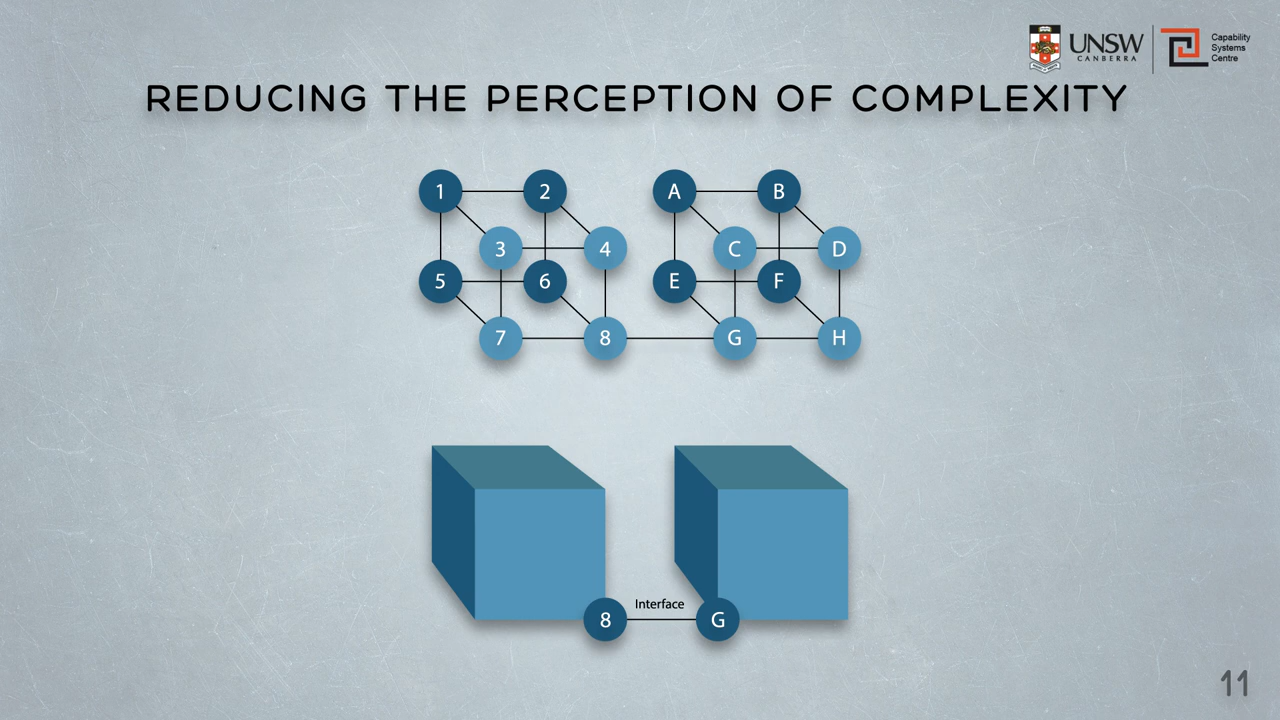 UNSW
CANBERRA
Capability
Systems
Centre
REDUCING THE PERCEPTION OF COMPLEXITY
1 2 A B
3 4 C D
5 6 E F
7 8 G H
Interface
8 G
11